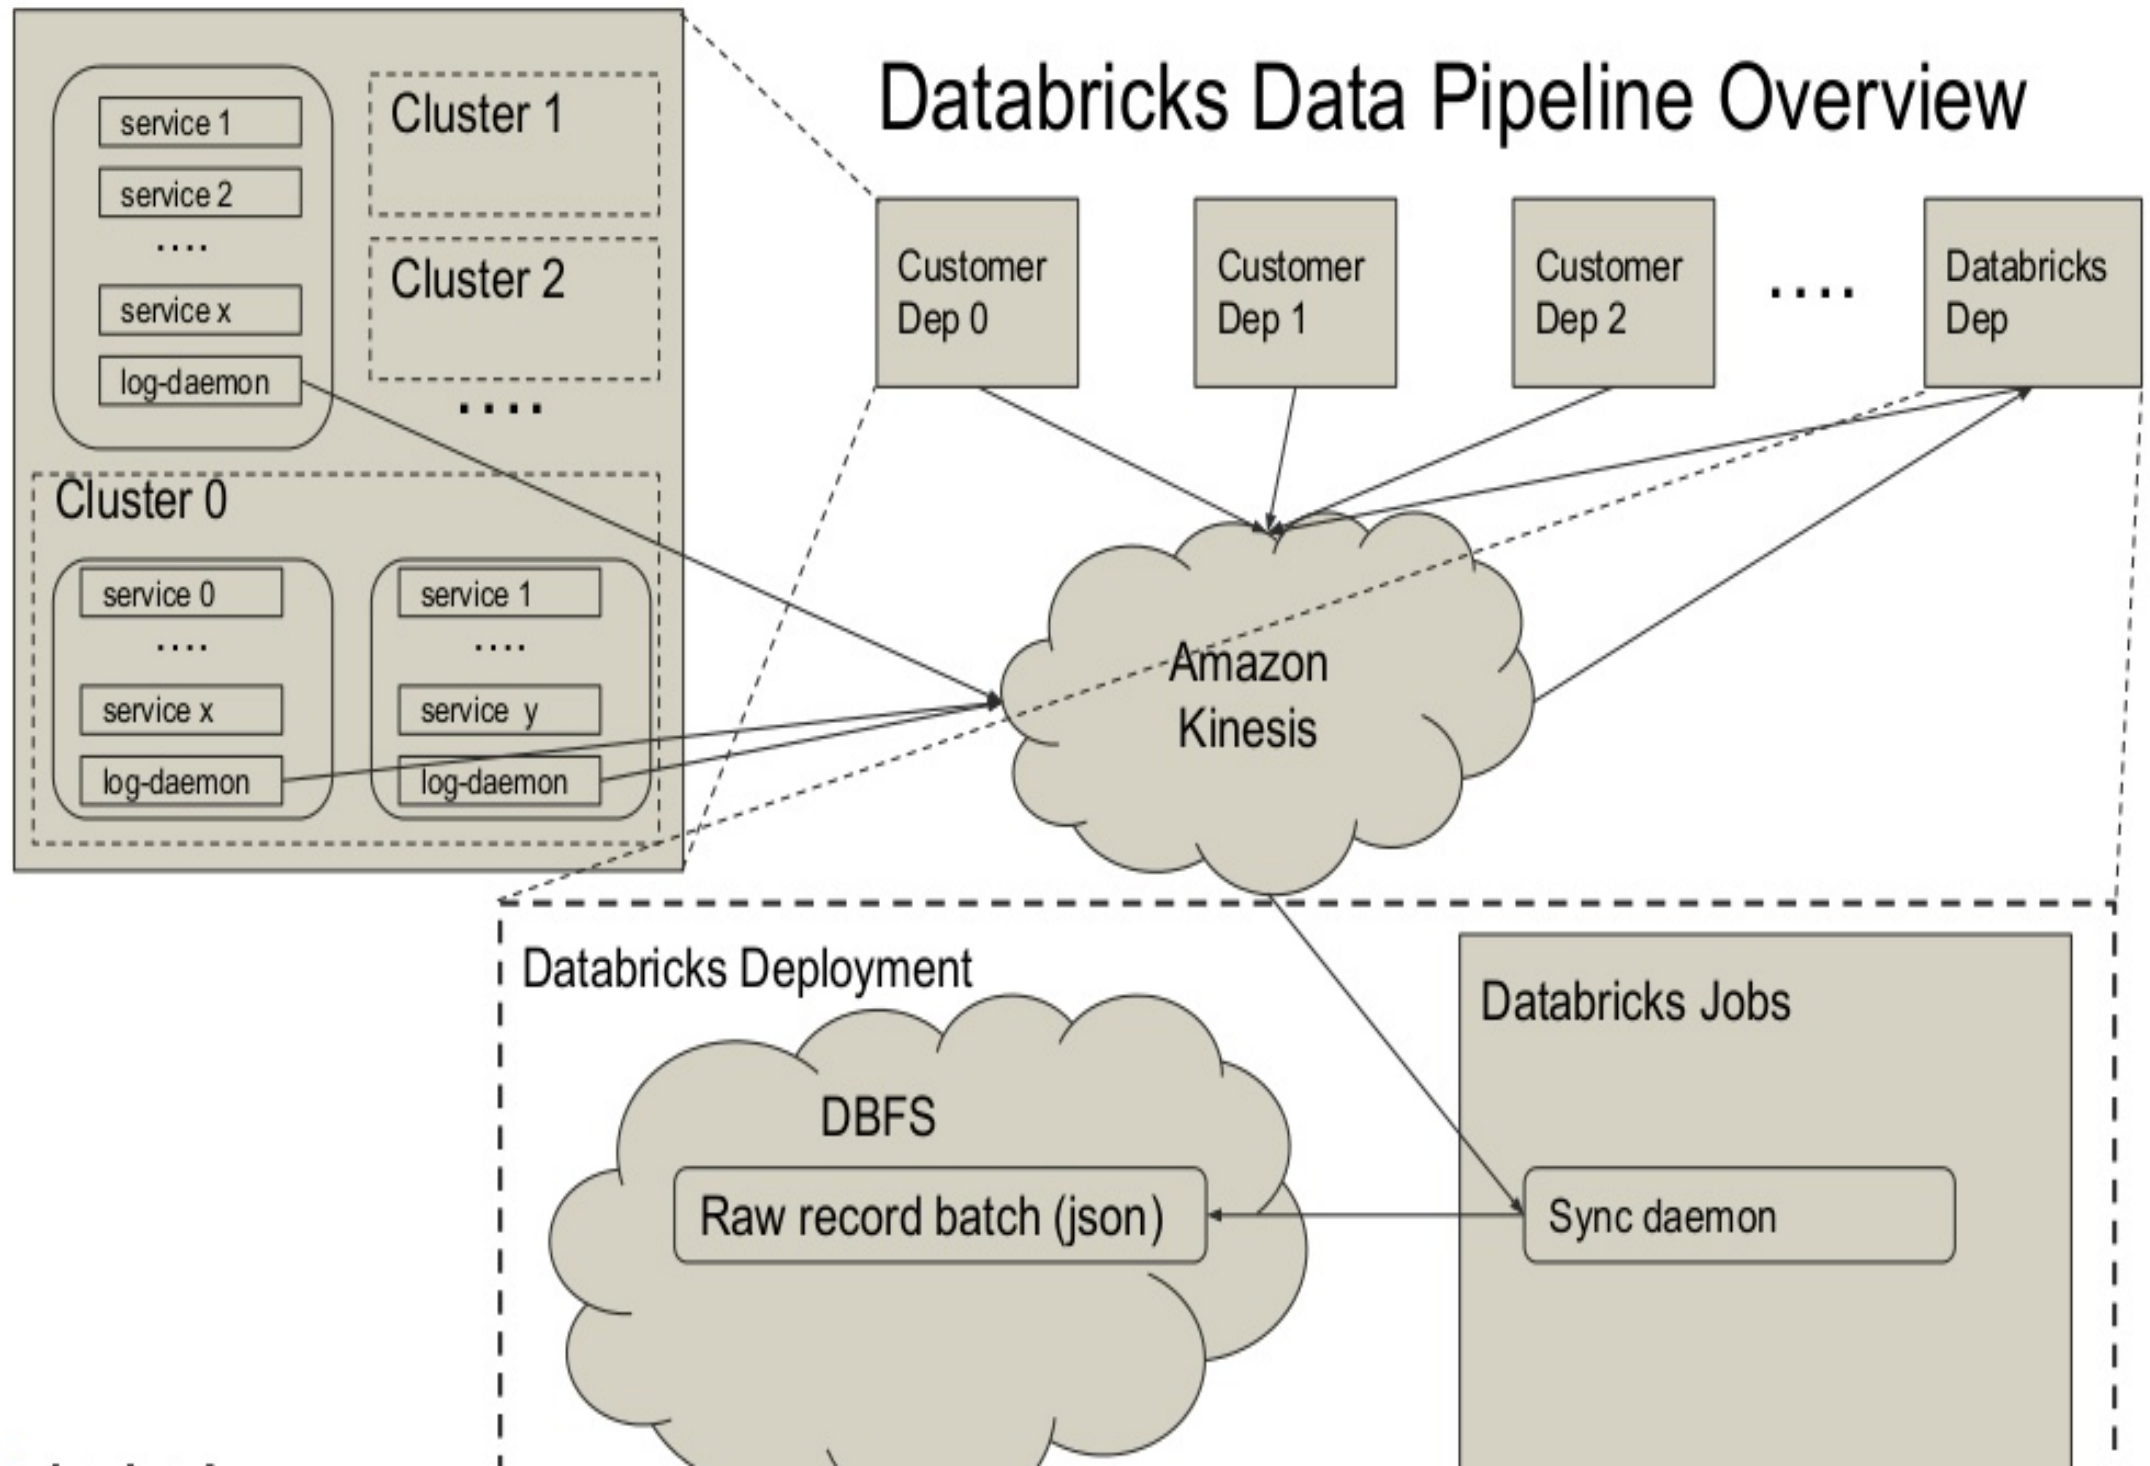 Databricks Data Pipeline Overview
service 1
service 2
....
service x
log-daemon
Cluster 1
Cluster 2
....
Cluster 0
service 0
....
service x
log-daemon
service 1
....
service y
log-daemon
Customer
Dep 0
Customer
Dep 1
Customer
Dep 2
....
Databricks
Dep
Amazon
Kinesis
Databricks Deployment
DBFS
Raw record batch (json)
Databricks Jobs
Sync daemon